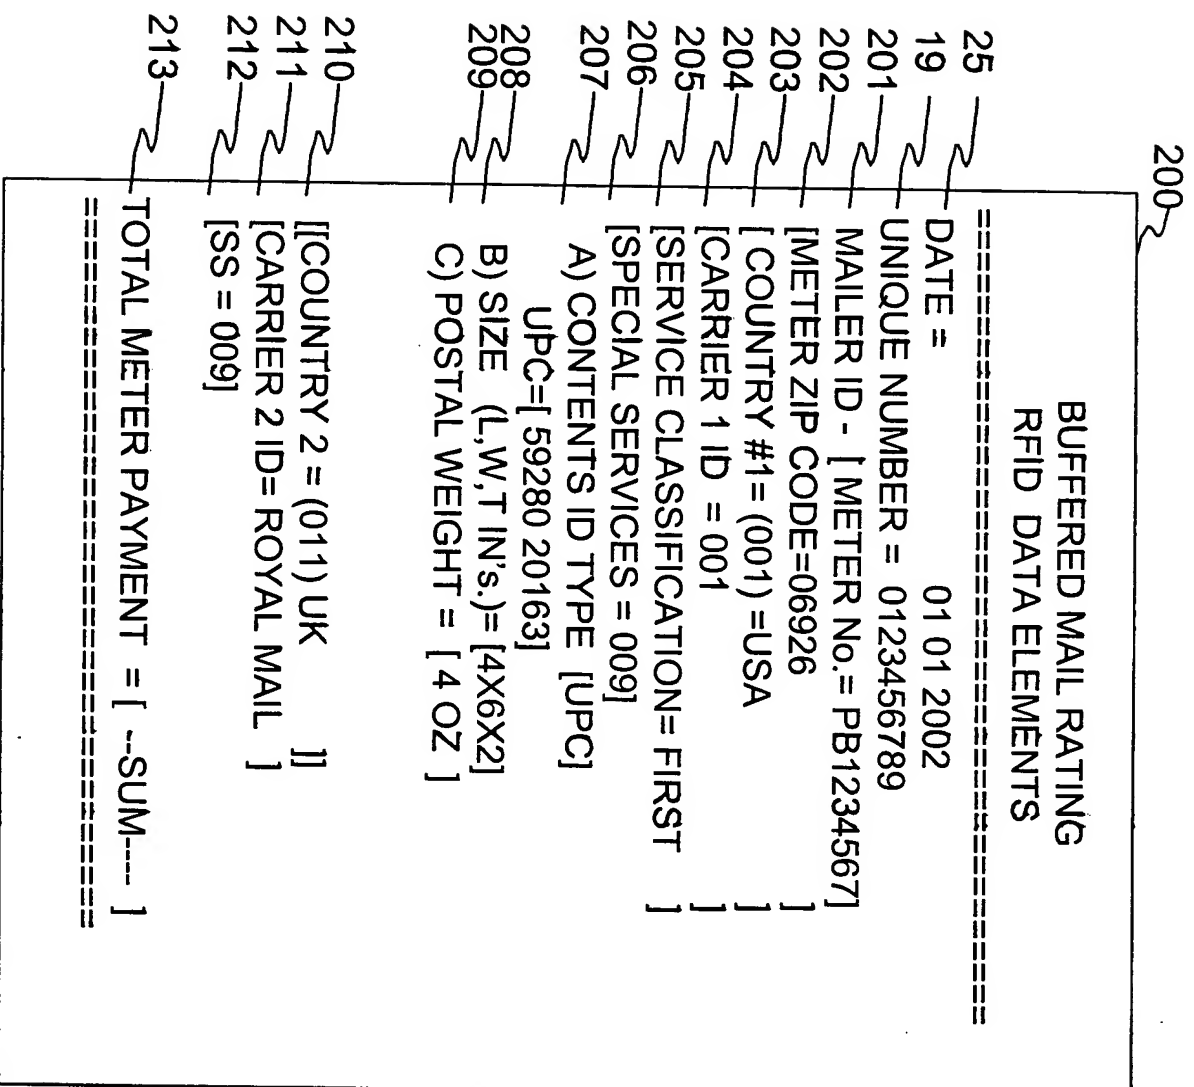 200
BUFFERED MAIL RATING
RFID DATA ELEMENTS
==============================
25 DATE = 01 01 2002
19 UNIQUE NUMBER = 0123456789
201 MAILER ID - [ METER No.= PB1234567]
202 [METER ZIP CODE=06926 ]
203 [ COUNTRY #1= (001) =USA ]
204 [CARRIER 1 ID = 001 ]
205 [SERVICE CLASSIFICATION= FIRST ]
206 [SPECIAL SERVICES = 009]
207 A) CONTENTS ID TYPE [UPC]
UPC=[ 59280 20163]
208 B) SIZE (L,W,T IN's.)= [4X6X2]
209 C) POSTAL WEIGHT = [ 4 OZ ]
210 [[COUNTRY 2 = (011) UK ]]
211 [CARRIER 2 ID= ROYAL MAIL ]
212 [SS = 009]
213 TOTAL METER PAYMENT = [ --SUM---- ]
==========================